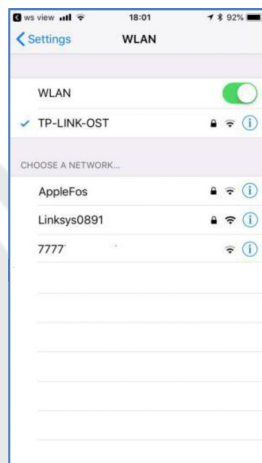 ws view 18:01 92%
Settings WLAN
WLAN
TP-LINK-OST
CHOOSE A NETWORK...
AppleFos
Linksys0891
7777